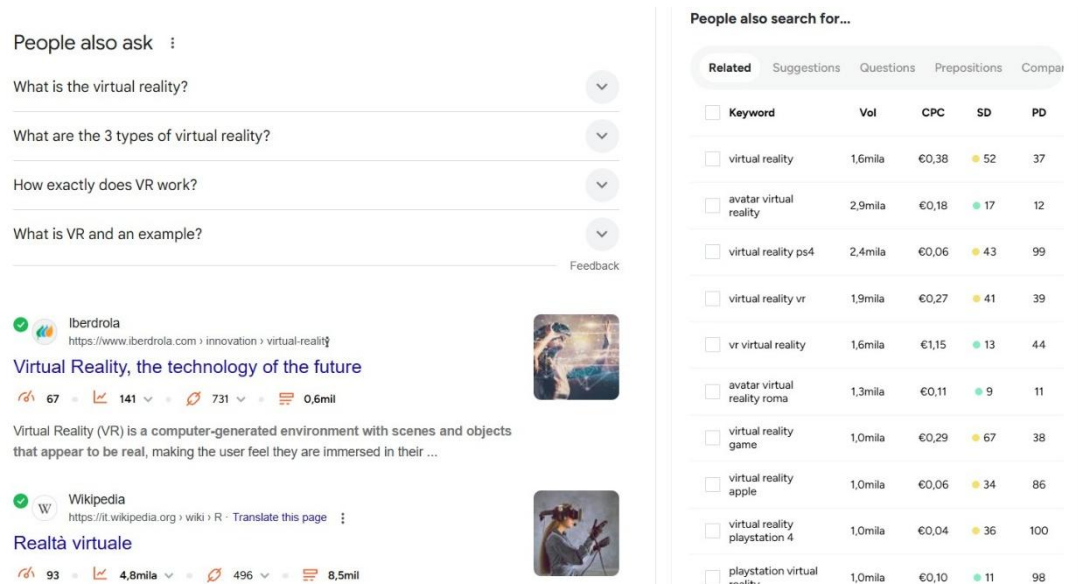 People also ask
What is the virtual reality?
What are the 3 types of virtual reality?
How exactly does VR work?
What is VR and an example?
Feedback
Iberdrola
https://www.iberdrola.com › innovation › virtual-reality
Virtual Reality, the technology of the future
67 141 731 0,6mil
Virtual Reality (VR) is a computer-generated environment with scenes and objects
that appear to be real, making the user feel they are immersed in their ...
W
Wikipedia
https://it.wikipedia.org › wiki › R · Translate this page
Realtà virtuale
93 4,8mila 496 8,5mil
People also search for...
Related Suggestions Questions Prepositions Compar
Keyword Vol CPC SD PD
virtual reality 1,6mila €0,38 52 37
avatar virtual
reality 2,9mila €0,18 17 12
virtual reality ps4 2,4mila €0,06 43 99
virtual reality vr 1,9mila €0,27 41 39
vr virtual reality 1,6mila €1,15 13 44
avatar virtual
reality roma 1,3mila €0,11 9 11
virtual reality
game 1,0mila €0,29 67 38
virtual reality
apple 1,0mila €0,06 34 86
virtual reality
playstation 4 1,0mila €0,04 36 100
playstation virtual
reality 1,0mila €0,10 11 98